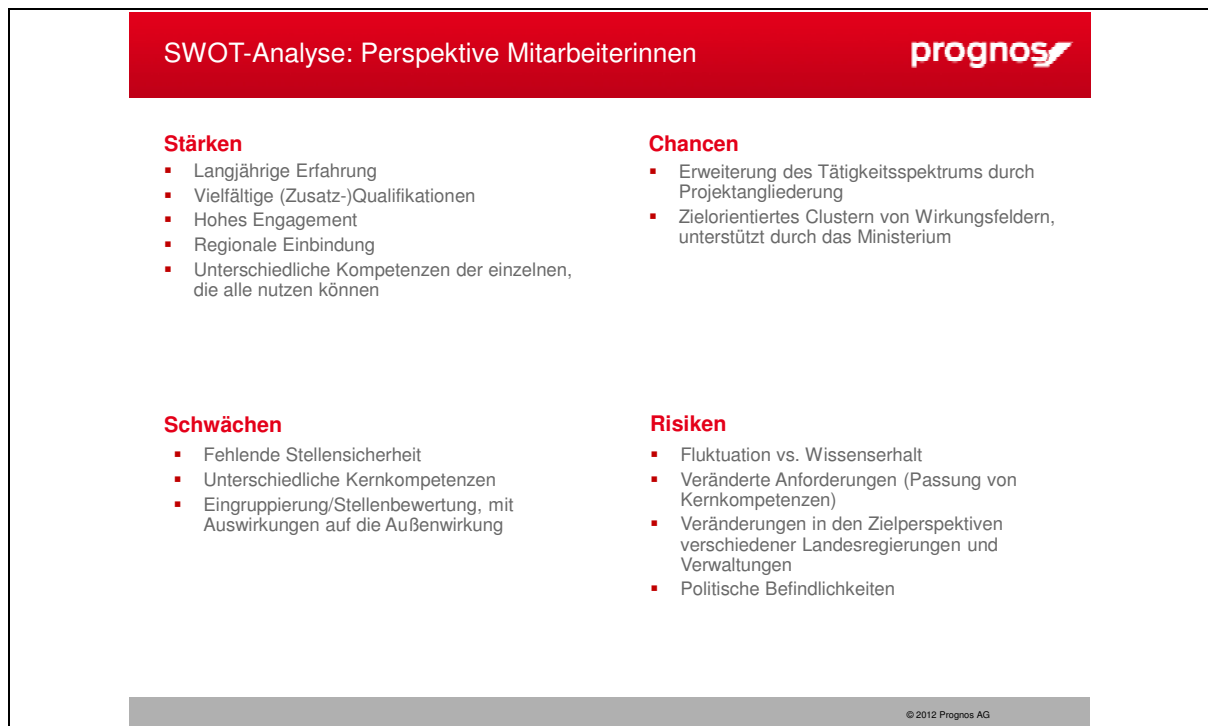 SWOT-Analyse: Perspektive Mitarbeiterinnen
prognos
Stärken
▪ Langjährige Erfahrung
▪ Vielfältige (Zusatz-)Qualifikationen
▪ Hohes Engagement
▪ Regionale Einbindung
▪ Unterschiedliche Kompetenzen der einzelnen,
die alle nutzen können
Chancen
▪ Erweiterung des Tätigkeitsspektrums durch
Projektangliederung
▪ Zielorientiertes Clustern von Wirkungsfeldern,
unterstützt durch das Ministerium
Schwächen
▪ Fehlende Stellensicherheit
▪ Unterschiedliche Kernkompetenzen
▪ Eingruppierung/Stellenbewertung, mit
Auswirkungen auf die Außenwirkung
Risiken
▪ Fluktuation vs. Wissenserhalt
▪ Veränderte Anforderungen (Passung von
Kernkompetenzen)
▪ Veränderungen in den Zielperspektiven
verschiedener Landesregierungen und
Verwaltungen
▪ Politische Befindlichkeiten
© 2012 Prognos AG